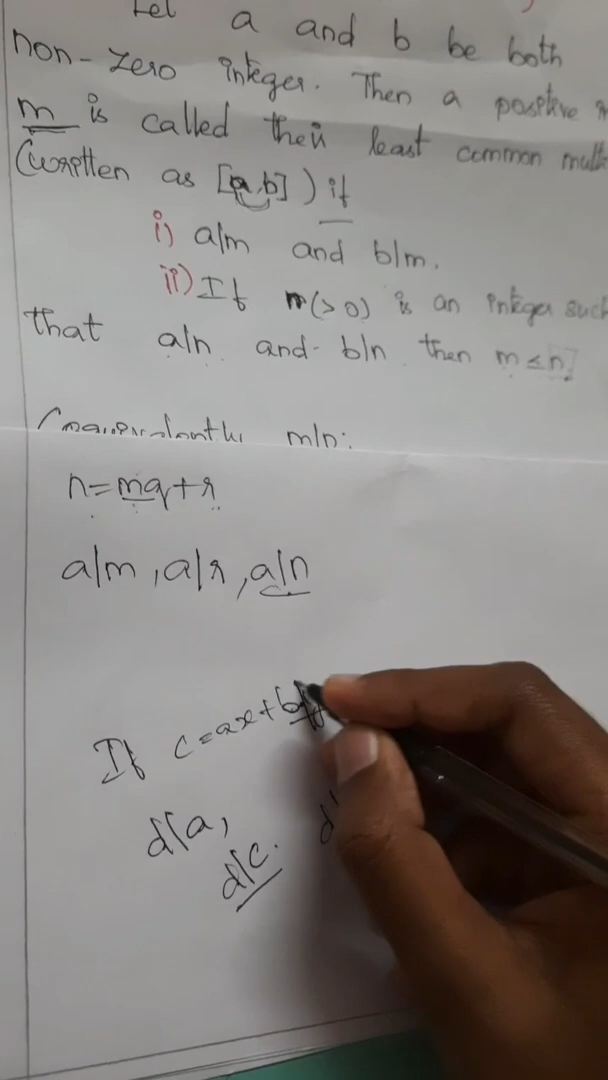 Let a and b be both
non-zero integer. Then a positive
m is called their least common
(written as [a,b]) if
i) a|m and b|m.
ii) If n(>0) is an integer such
that a|n and b|n then m≤n
m|n:
n=mq+r
a|m, a|r, a|n
If c=ax+by
d|a, d|
d|c.